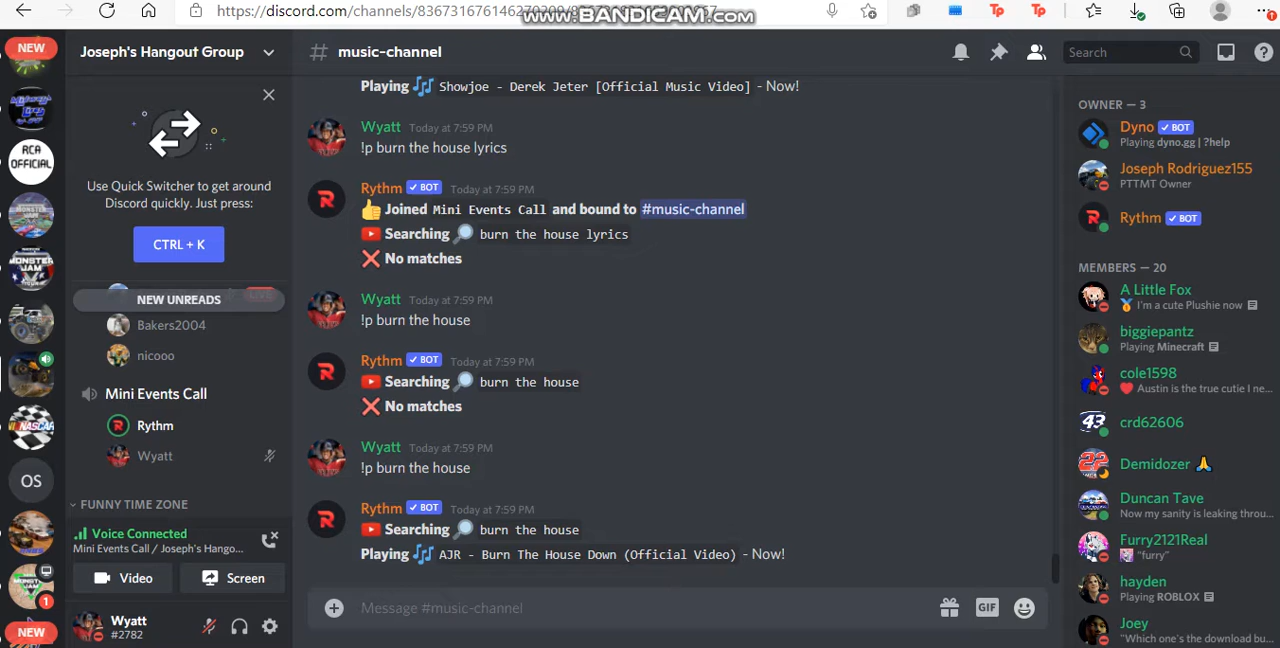 https://discord.com/channels/836731676146270209/
www.BANDICAM.com
NEW
RCA
OFFICIAL
MONSTER
JAM
NASCAR
OS
1
NEW
Joseph's Hangout Group
Use Quick Switcher to get around
Discord quickly. Just press:
CTRL + K
NEW UNREADS
Bakers2004
nicooo
Mini Events Call
Rythm
Wyatt
FUNNY TIME ZONE
Voice Connected
Mini Events Call / Joseph's Hango...
Video
Screen
Wyatt
#2782
# music-channel
Playing Showjoe - Derek Jeter [Official Music Video] - Now!
Wyatt Today at 7:59 PM
!p burn the house lyrics
Rythm BOT Today at 7:59 PM
Joined Mini Events Call and bound to #music-channel
Searching burn the house lyrics
No matches
Wyatt Today at 7:59 PM
!p burn the house
Rythm BOT Today at 7:59 PM
Searching burn the house
No matches
Wyatt Today at 7:59 PM
!p burn the house
Rythm BOT Today at 7:59 PM
Searching burn the house
Playing AJR - Burn The House Down (Official Video) - Now!
Message #music-channel
GIF
Search
OWNER — 3
Dyno BOT
Playing dyno.gg | ?help
Joseph Rodriguez155
PTTMT Owner
Rythm BOT
MEMBERS — 20
A Little Fox
I'm a cute Plushie now
biggiepantz
Playing Minecraft
cole1598
Austin is the true cutie I ne...
43
crd62606
Demidozer
Duncan Tave
Now my sanity is leaking throu...
Furry2121Real
"furry"
hayden
Playing ROBLOX
Joey
"Which one's the download bu...